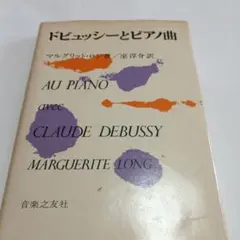 ドビュッシーとピアノ曲
マルグリット・ロン著／室淳介訳
AU PIANO
avec
CLAUDE DEBUSSY
MARGUERITE LONG
音楽之友社